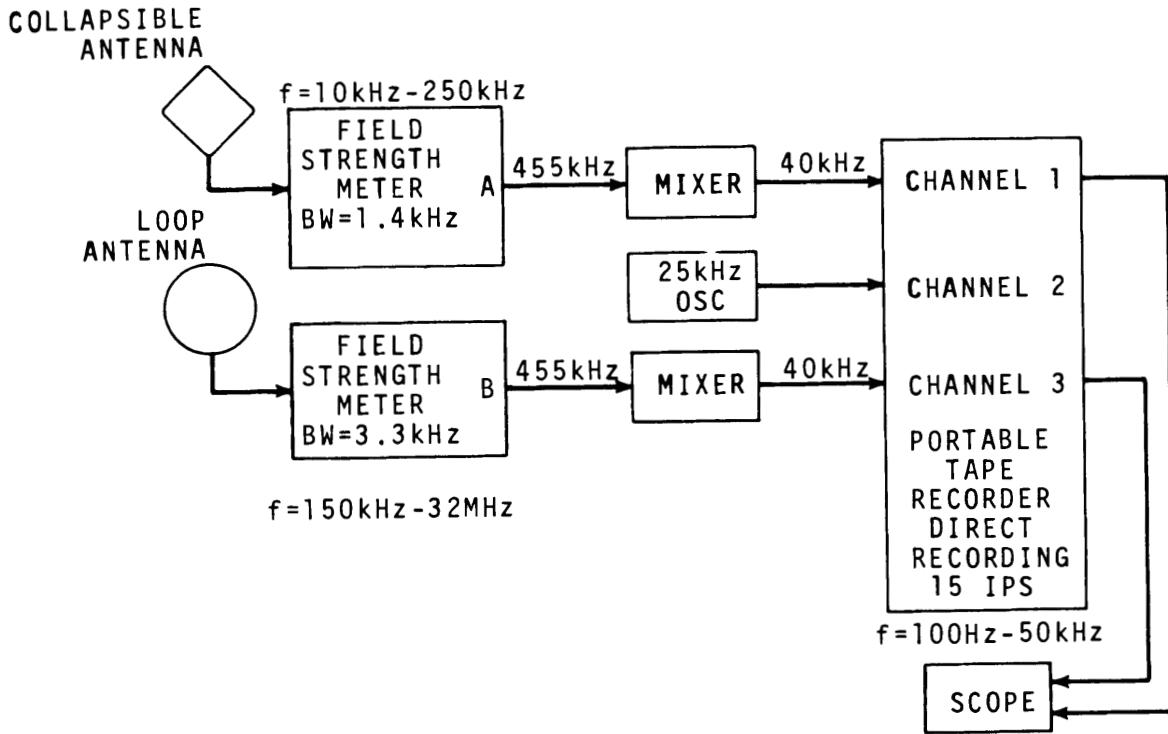 COLLAPSIBLE
ANTENNA
f=10kHz-250kHz
FIELD
STRENGTH
METER A
BW=1.4kHz
455kHz
MIXER
40kHz
CHANNEL 1
LOOP
ANTENNA
25kHz
OSC
CHANNEL 2
FIELD
STRENGTH
METER B
BW=3.3kHz
455kHz
MIXER
40kHz
CHANNEL 3
PORTABLE
TAPE
RECORDER
DIRECT
RECORDING
15 IPS
f=150kHz-32MHz
f=100Hz-50kHz
SCOPE